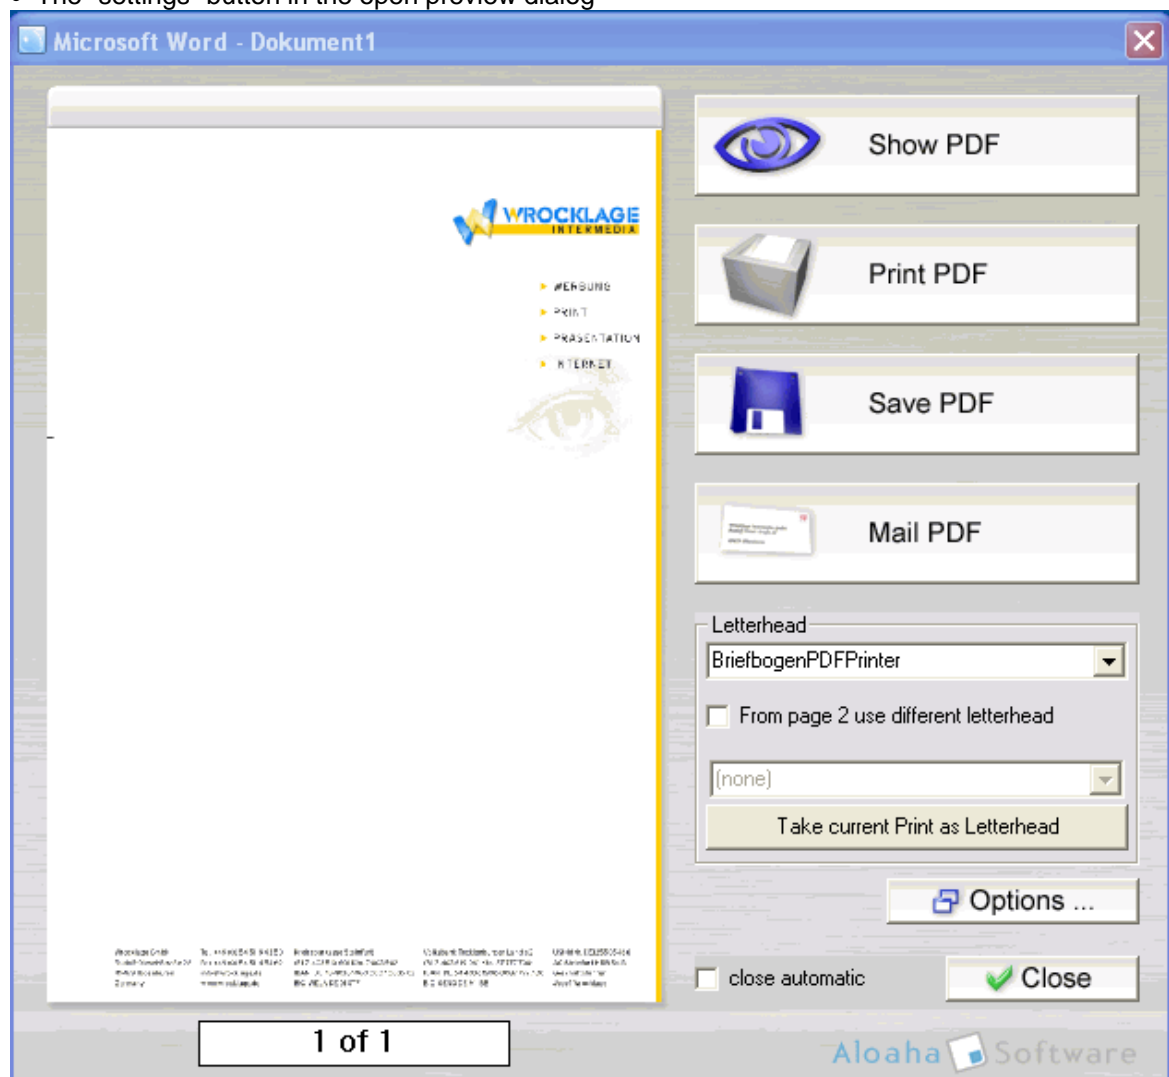 • The "settings" button in the open preview dialog
Microsoft Word - Dokument1
WROCKLAGE
INTERMEDIA
WERBUNG
PRINT
PRÄSENTATION
INTERNET
1 of 1
Show PDF
Print PDF
Save PDF
Mail PDF
Letterhead
BriefbogenPDFPrinter
From page 2 use different letterhead
(none)
Take current Print as Letterhead
Options ...
close automatic
Close
Aloaha Software